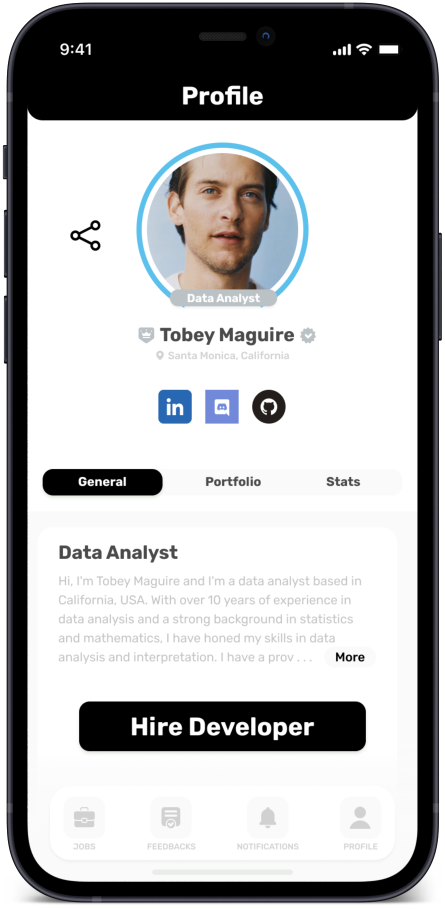 9:41
Profile
Data Analyst
Tobey Maguire
Santa Monica, California
in
General Portfolio Stats
Data Analyst
Hi, I'm Tobey Maguire and I'm a data analyst based in
California, USA. With over 10 years of experience in
data analysis and a strong background in statistics
and mathematics, I have honed my skills in data
analysis and interpretation. I have a prov . . . More
Hire Developer
JOBS FEEDBACKS NOTIFICATIONS PROFILE